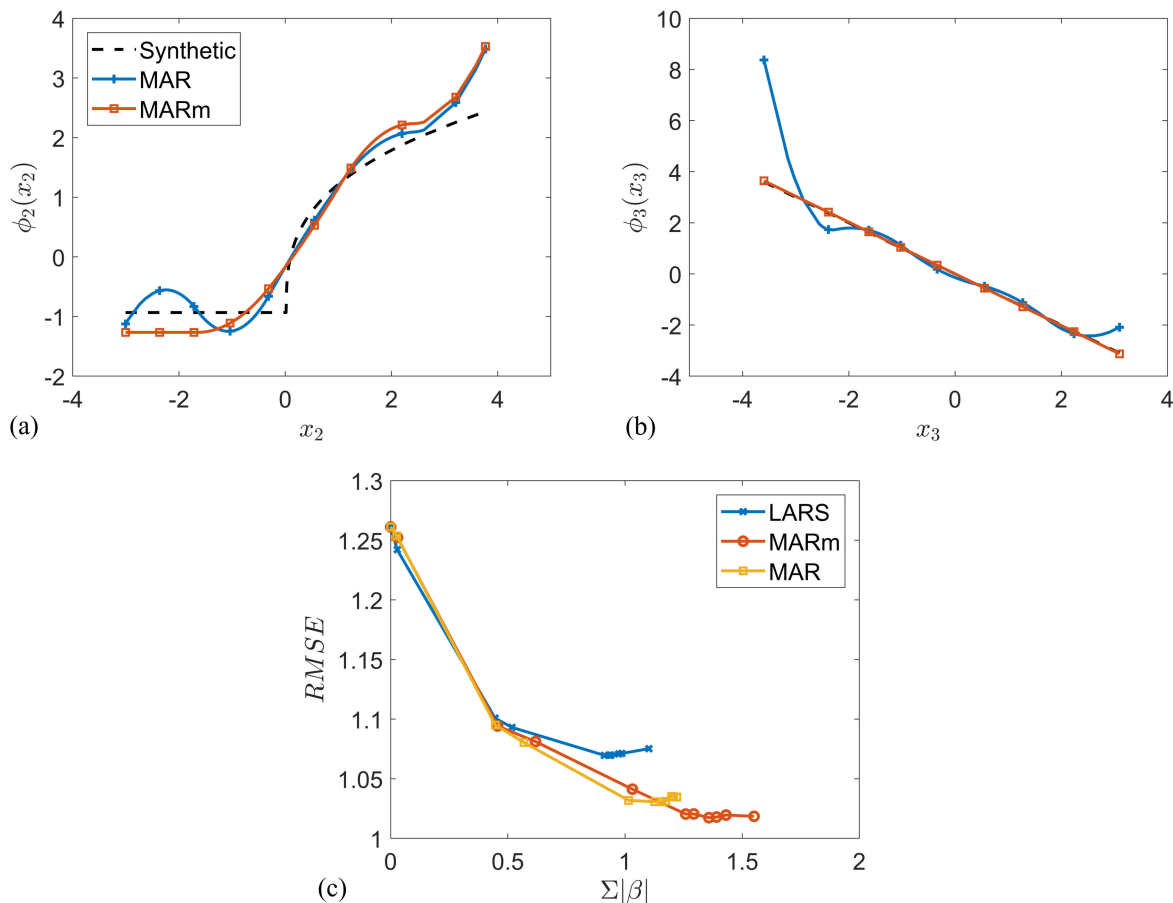 4
3
2
1
0
-1
-2
-4
-2
0
2
4
ϕ₂(x₂)
x₂
Synthetic
MAR
MARm
(a)
10
8
6
4
2
0
-2
-4
-4
-2
0
2
4
ϕ₃(x₃)
x₃
(b)
1.3
1.25
1.2
1.15
1.1
1.05
1
0
0.5
1
1.5
2
RMSE
Σ|β|
LARS
MARm
MAR
(c)